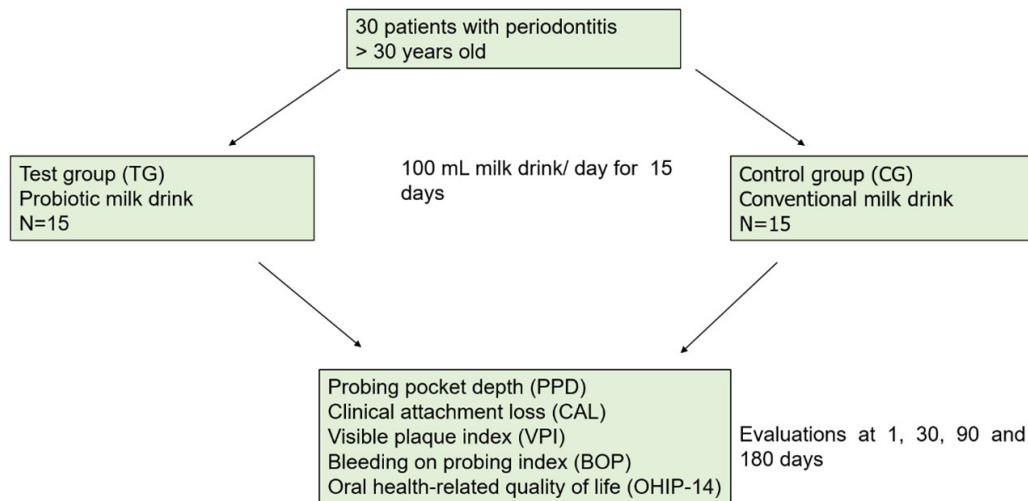 30 patients with periodontitis
> 30 years old
Test group (TG)
Probiotic milk drink
N=15
100 mL milk drink/ day for 15
days
Control group (CG)
Conventional milk drink
N=15
Probing pocket depth (PPD)
Clinical attachment loss (CAL)
Visible plaque index (VPI)
Bleeding on probing index (BOP)
Oral health-related quality of life (OHIP-14)
Evaluations at 1, 30, 90 and
180 days